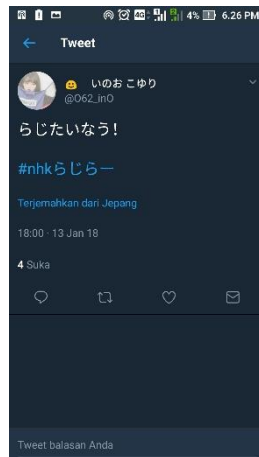 4G 4% 6.26 PM
Tweet
いのお こゆり
@O62_inO
らじたいなう！
#nhkらじらー
Terjemahkan dari Jepang
18:00 · 13 Jan 18
4 Suka
Tweet balasan Anda